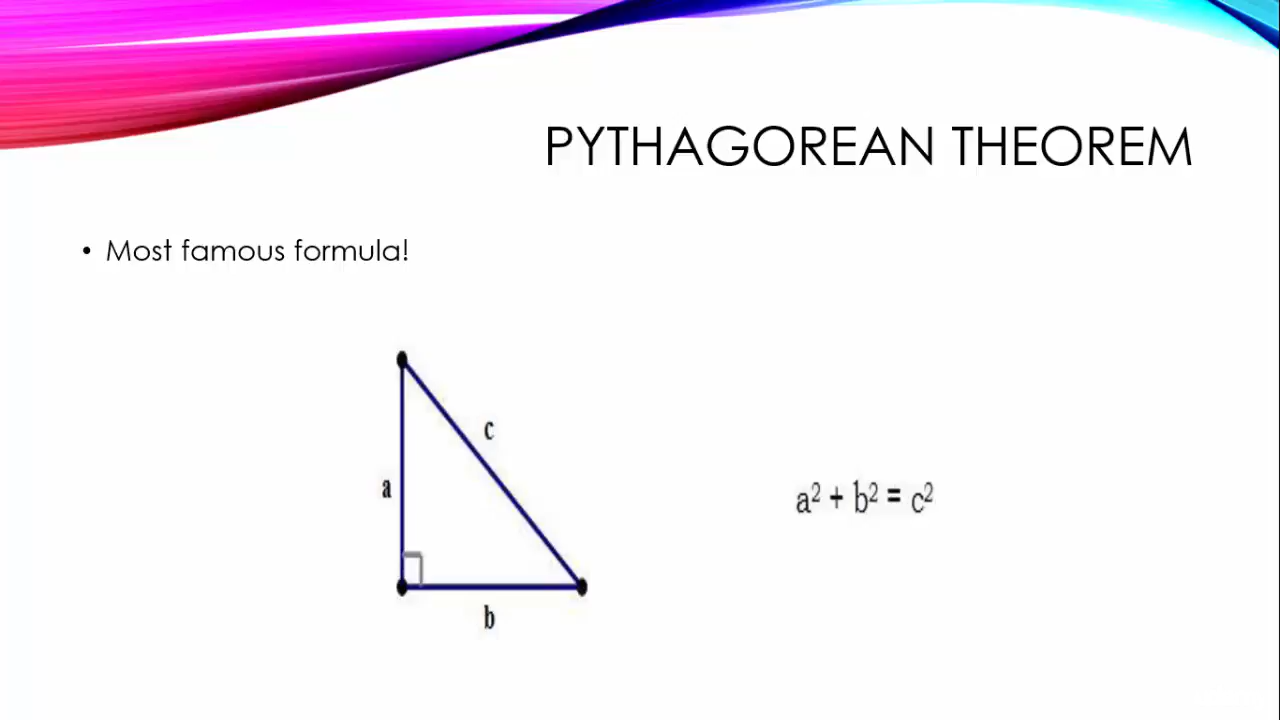 PYTHAGOREAN THEOREM
• Most famous formula!
c
a
a² + b² = c²
b